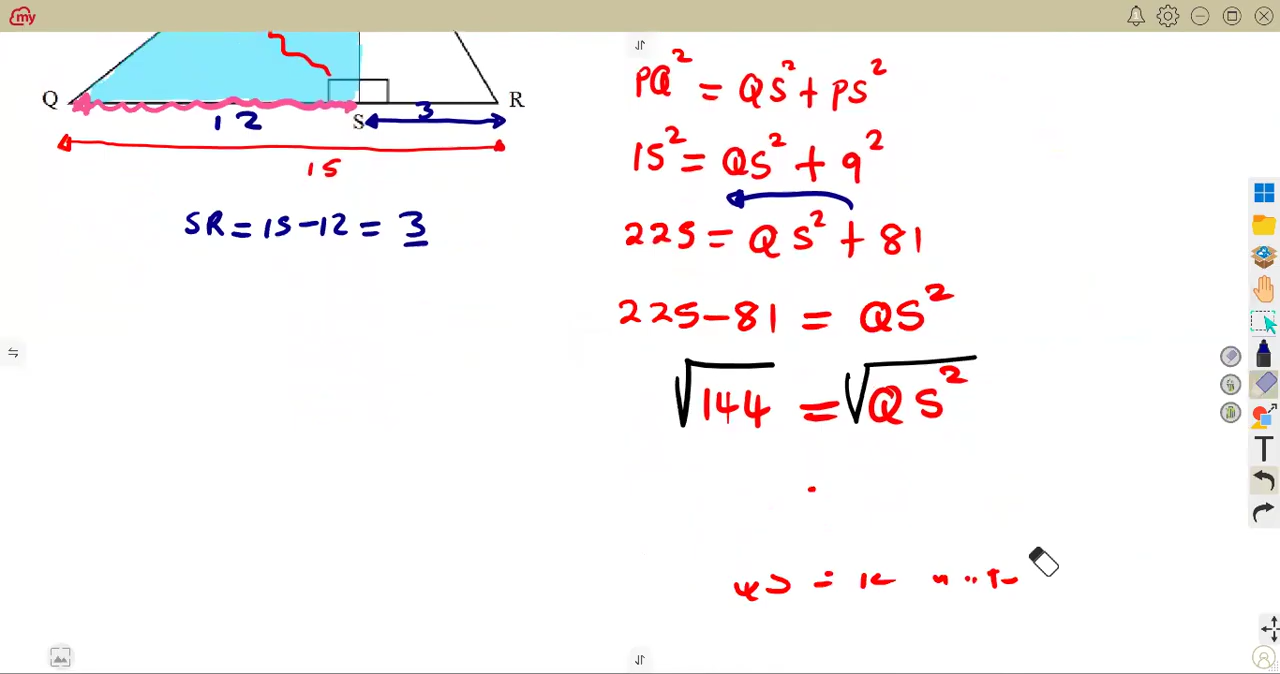 my
Q
12
S
3
R
15
SR = 15 - 12 = 3
PQ² = QS² + PS²
15² = QS² + 9²
225 = QS² + 81
225 - 81 = QS²
√144 = √QS²
T